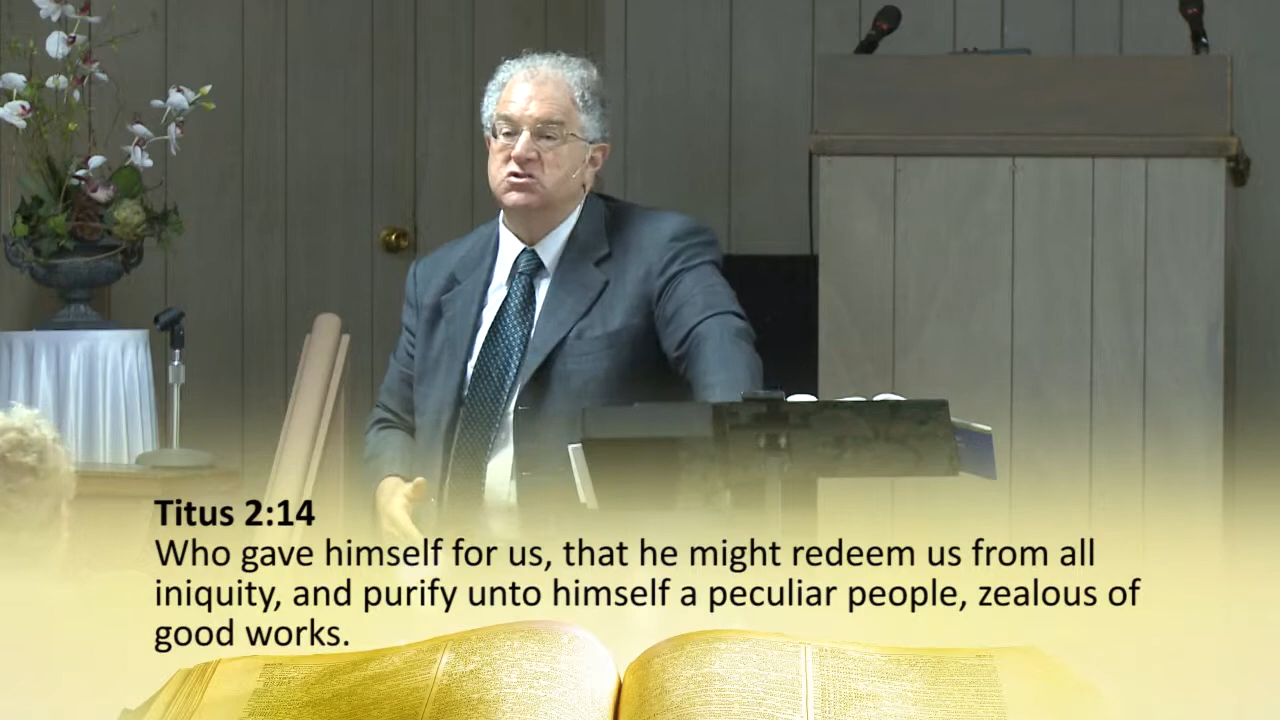 Titus 2:14
Who gave himself for us, that he might redeem us from all
iniquity, and purify unto himself a peculiar people, zealous of
good works.